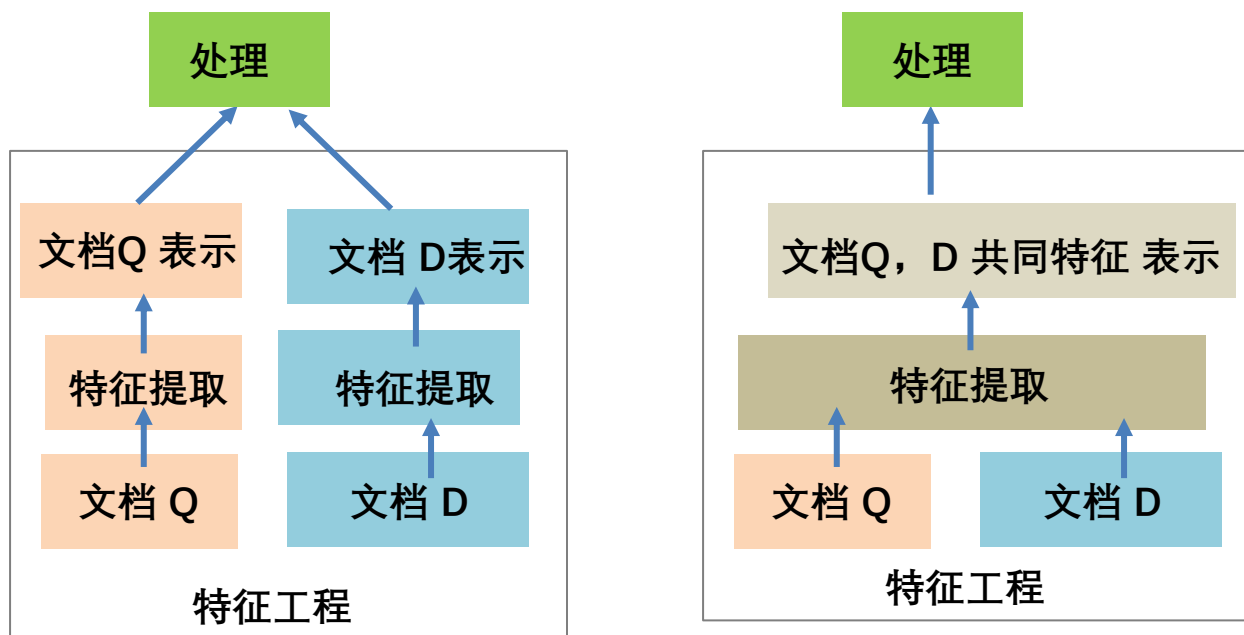 处理
文档Q 表示
文档 D表示
特征提取
特征提取
文档 Q
文档 D
特征工程
处理
文档Q，D 共同特征 表示
特征提取
文档 Q
文档 D
特征工程